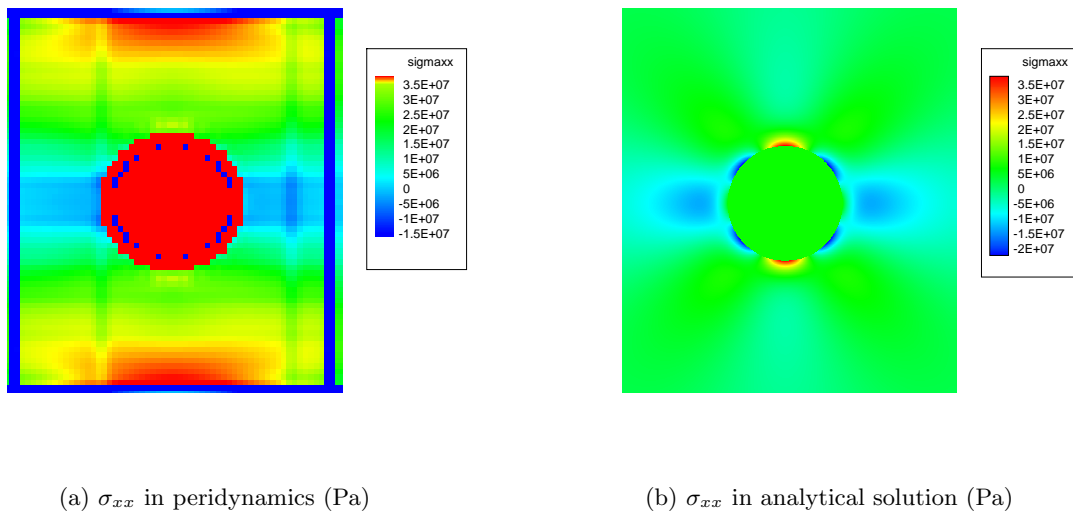 sigmaxx
3.5E+07
3E+07
2.5E+07
2E+07
1.5E+07
1E+07
5E+06
0
-5E+06
-1E+07
-1.5E+07
sigmaxx
3.5E+07
3E+07
2.5E+07
2E+07
1.5E+07
1E+07
5E+06
0
-5E+06
-1E+07
-1.5E+07
-2E+07
(a) σxx in peridynamics (Pa)
(b) σxx in analytical solution (Pa)